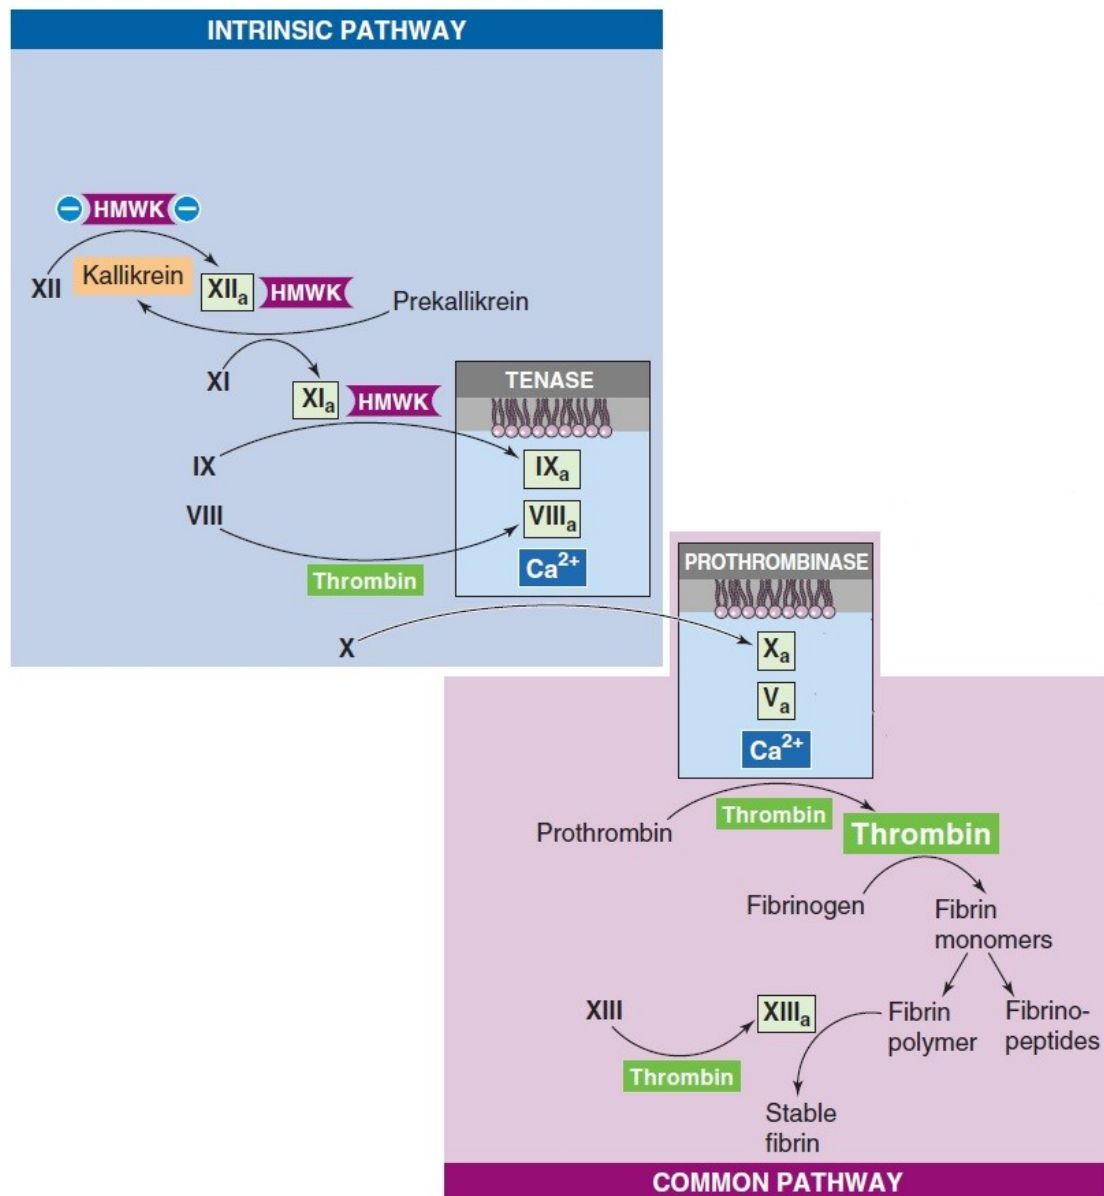 INTRINSIC PATHWAY
− HMWK −
XII
Kallikrein
XIIa
HMWK
Prekallikrein
XI
XIa
HMWK
TENASE
IX
IXa
VIII
VIIIa
Thrombin
Ca2+
X
PROTHROMBINASE
Xa
Va
Ca2+
Prothrombin
Thrombin
Thrombin
Fibrinogen
Fibrin
monomers
XIII
XIIIa
Thrombin
Fibrin
polymer
Fibrino-
peptides
Stable
fibrin
COMMON PATHWAY